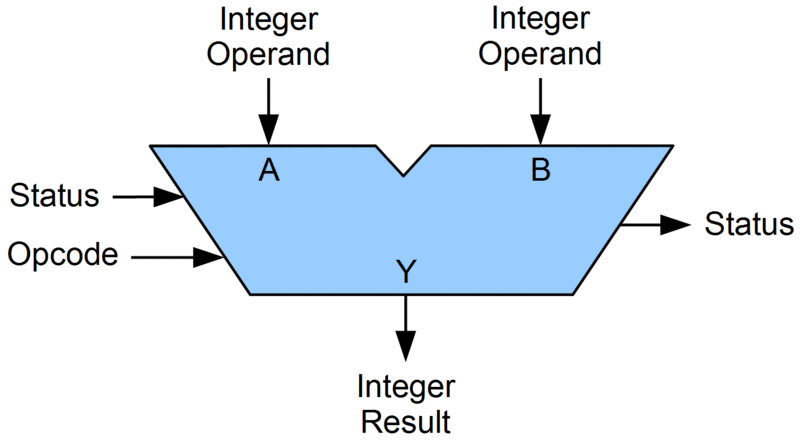 Integer
Operand
Integer
Operand
A
B
Status
Opcode
Status
Y
Integer
Result